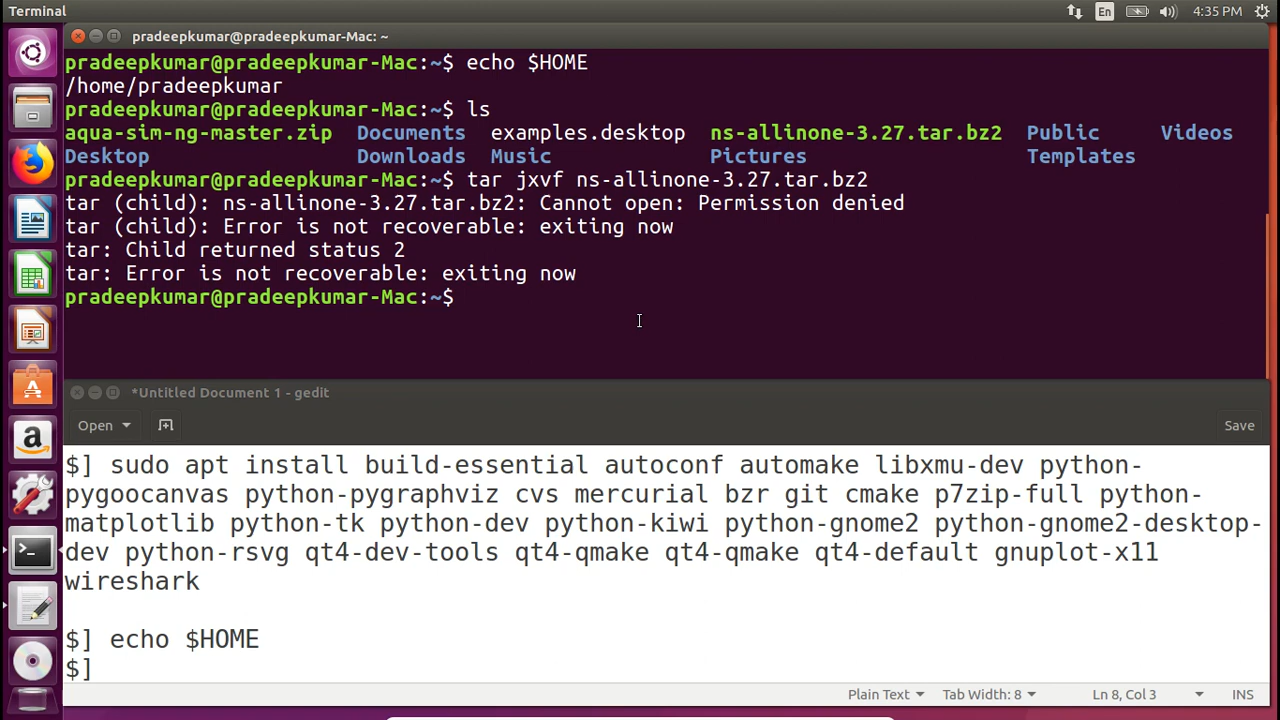 Terminal
En
4:35 PM
pradeepkumar@pradeepkumar-Mac: ~
pradeepkumar@pradeepkumar-Mac:~$ echo $HOME
/home/pradeepkumar
pradeepkumar@pradeepkumar-Mac:~$ ls
aqua-sim-ng-master.zip Documents examples.desktop ns-allinone-3.27.tar.bz2 Public Videos
Desktop Downloads Music Pictures Templates
pradeepkumar@pradeepkumar-Mac:~$ tar jxvf ns-allinone-3.27.tar.bz2
tar (child): ns-allinone-3.27.tar.bz2: Cannot open: Permission denied
tar (child): Error is not recoverable: exiting now
tar: Child returned status 2
tar: Error is not recoverable: exiting now
pradeepkumar@pradeepkumar-Mac:~$
*Untitled Document 1 - gedit
Open
Save
$] sudo apt install build-essential autoconf automake libxmu-dev python-
pygoocanvas python-pygraphviz cvs mercurial bzr git cmake p7zip-full python-
matplotlib python-tk python-dev python-kiwi python-gnome2 python-gnome2-desktop-
dev python-rsvg qt4-dev-tools qt4-qmake qt4-qmake qt4-default gnuplot-x11
wireshark
$] echo $HOME
$]
Plain Text
Tab Width: 8
Ln 8, Col 3
INS